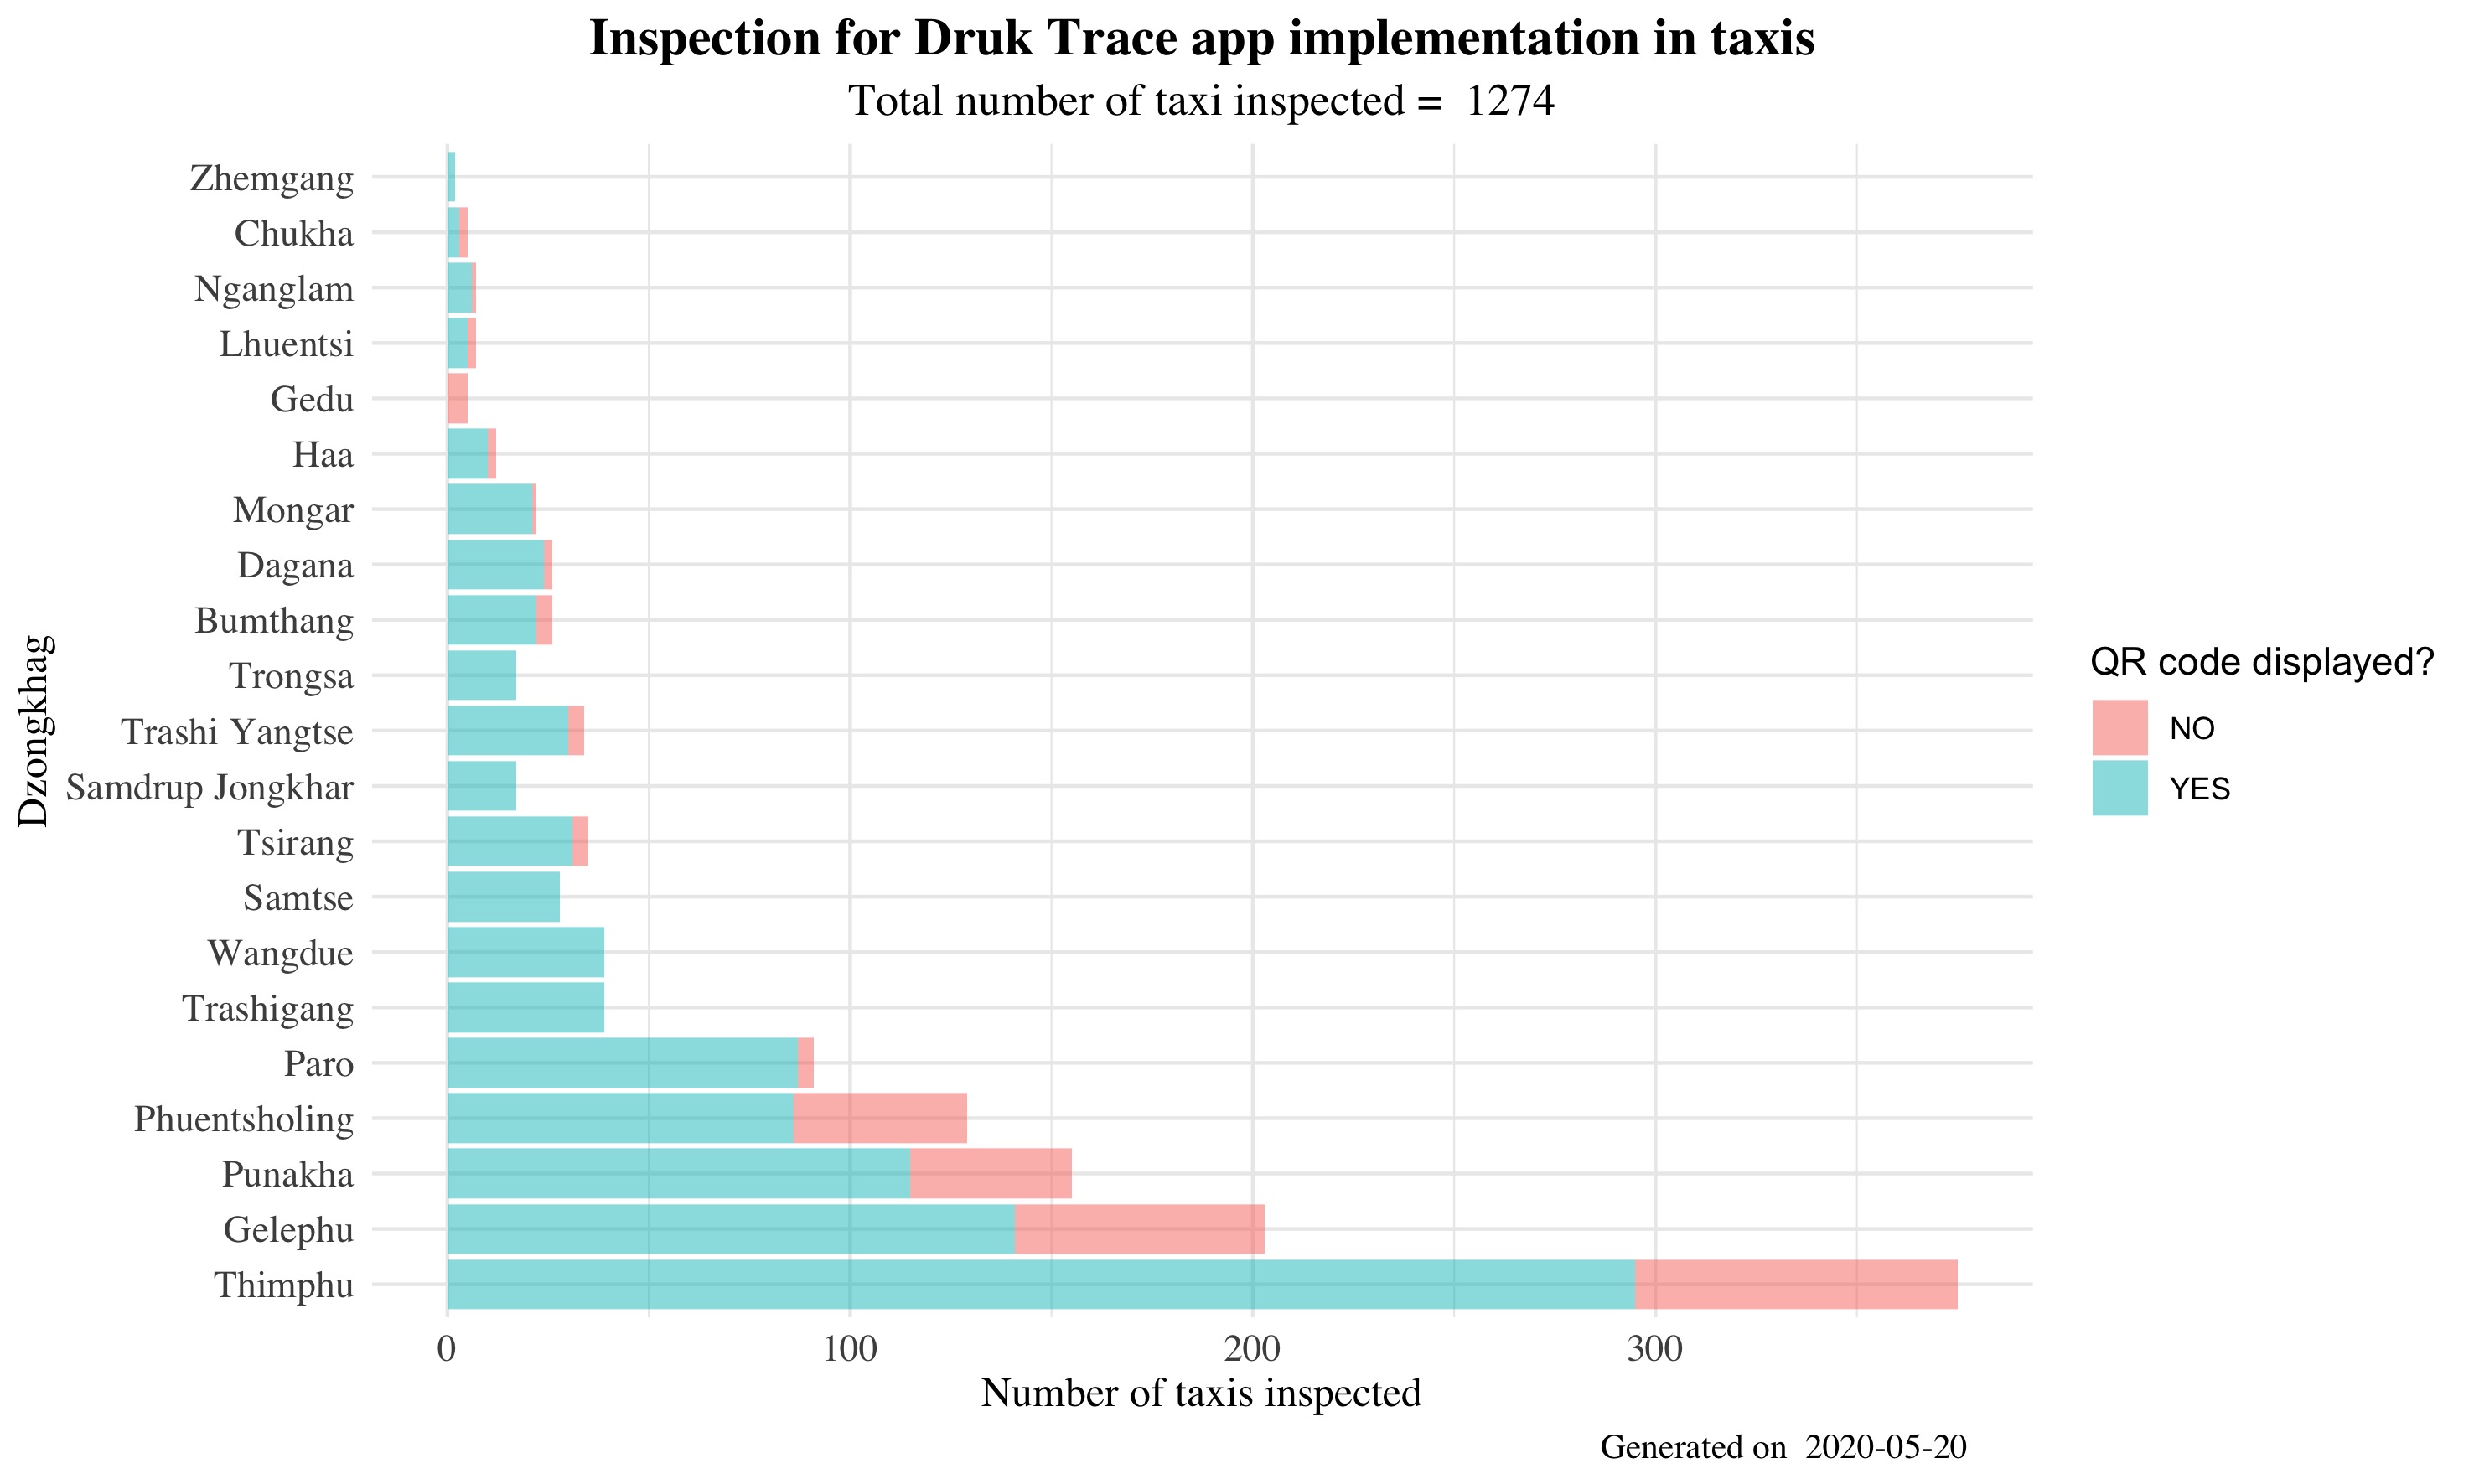 Inspection for Druk Trace app implementation in taxis
Total number of taxi inspected = 1274
Zhemgang
Chukha
Nganglam
Lhuentsi
Gedu
Haa
Mongar
Dagana
Bumthang
Trongsa
Trashi Yangtse
Samdrup Jongkhar
Tsirang
Samtse
Wangdue
Trashigang
Paro
Phuentsholing
Punakha
Gelephu
Thimphu
Dzongkhag
0 100 200 300
Number of taxis inspected
QR code displayed?
NO
YES
Generated on 2020-05-20